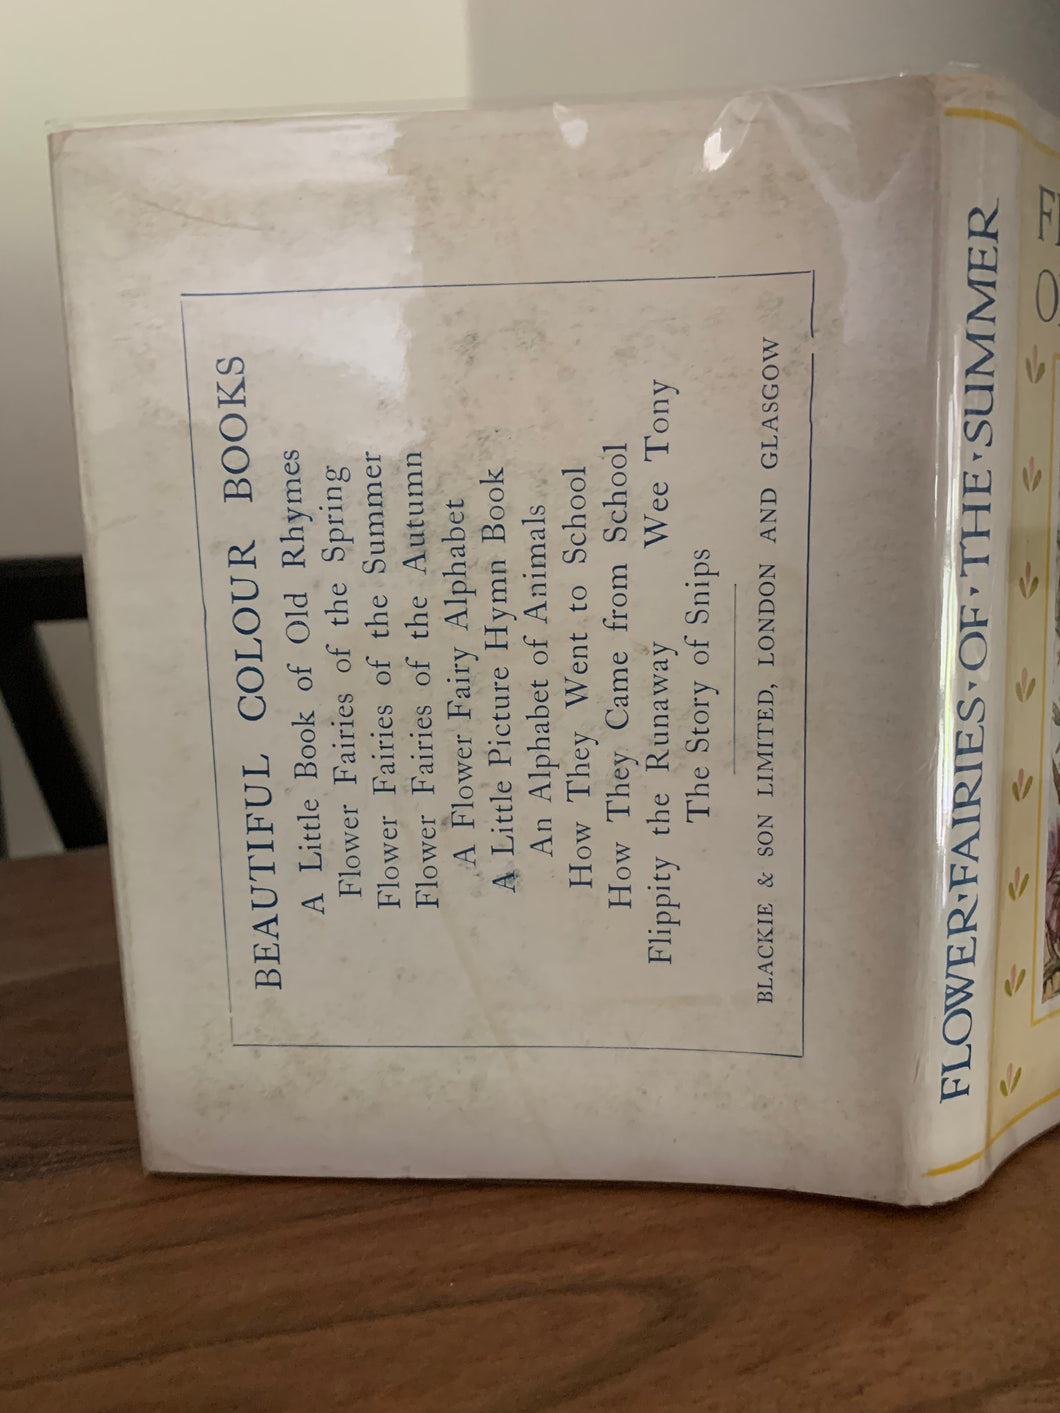 BEAUTIFUL COLOUR BOOKS
A Little Book of Old Rhymes
Flower Fairies of the Spring
Flower Fairies of the Summer
Flower Fairies of the Autumn
A Flower Fairy Alphabet
A Little Picture Hymn Book
An Alphabet of Animals
How They Went to School
How They Came from School
Flippity the Runaway Wee Tony
The Story of Snips
BLACKIE & SON LIMITED, LONDON AND GLASGOW
FLOWER·FAIRIES·OF·THE·SUMMER